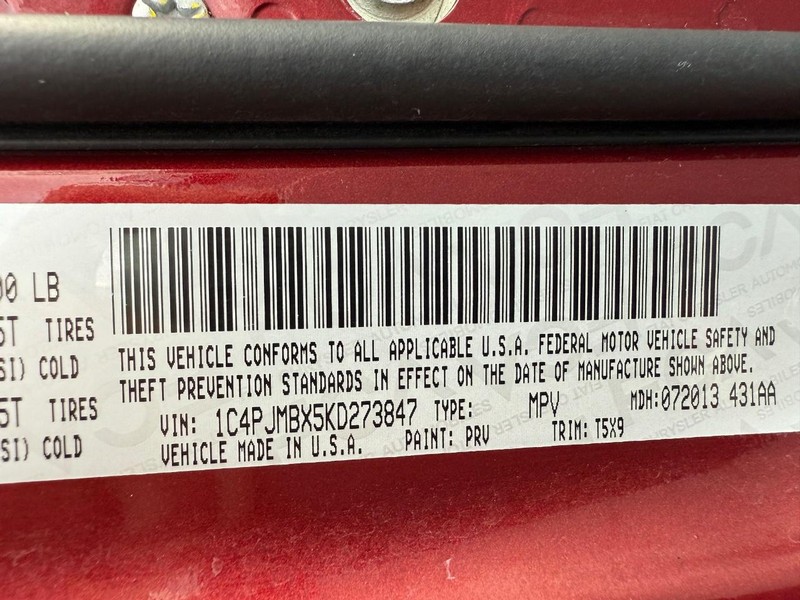 00 LB
5T TIRES
SI) COLD
5T TIRES
SI) COLD
THIS VEHICLE CONFORMS TO ALL APPLICABLE U.S.A. FEDERAL MOTOR VEHICLE SAFETY AND
THEFT PREVENTION STANDARDS IN EFFECT ON THE DATE OF MANUFACTURE SHOWN ABOVE.
VIN: 1C4PJMBX5KD273847 TYPE: MPV MDH:072013 431AA
VEHICLE MADE IN U.S.A. PAINT: PRV TRIM: T5X9